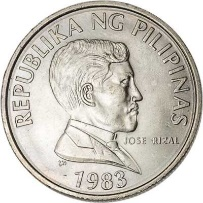 REPUBLIKA NG PILIPINAS
JOSE RIZAL
1983